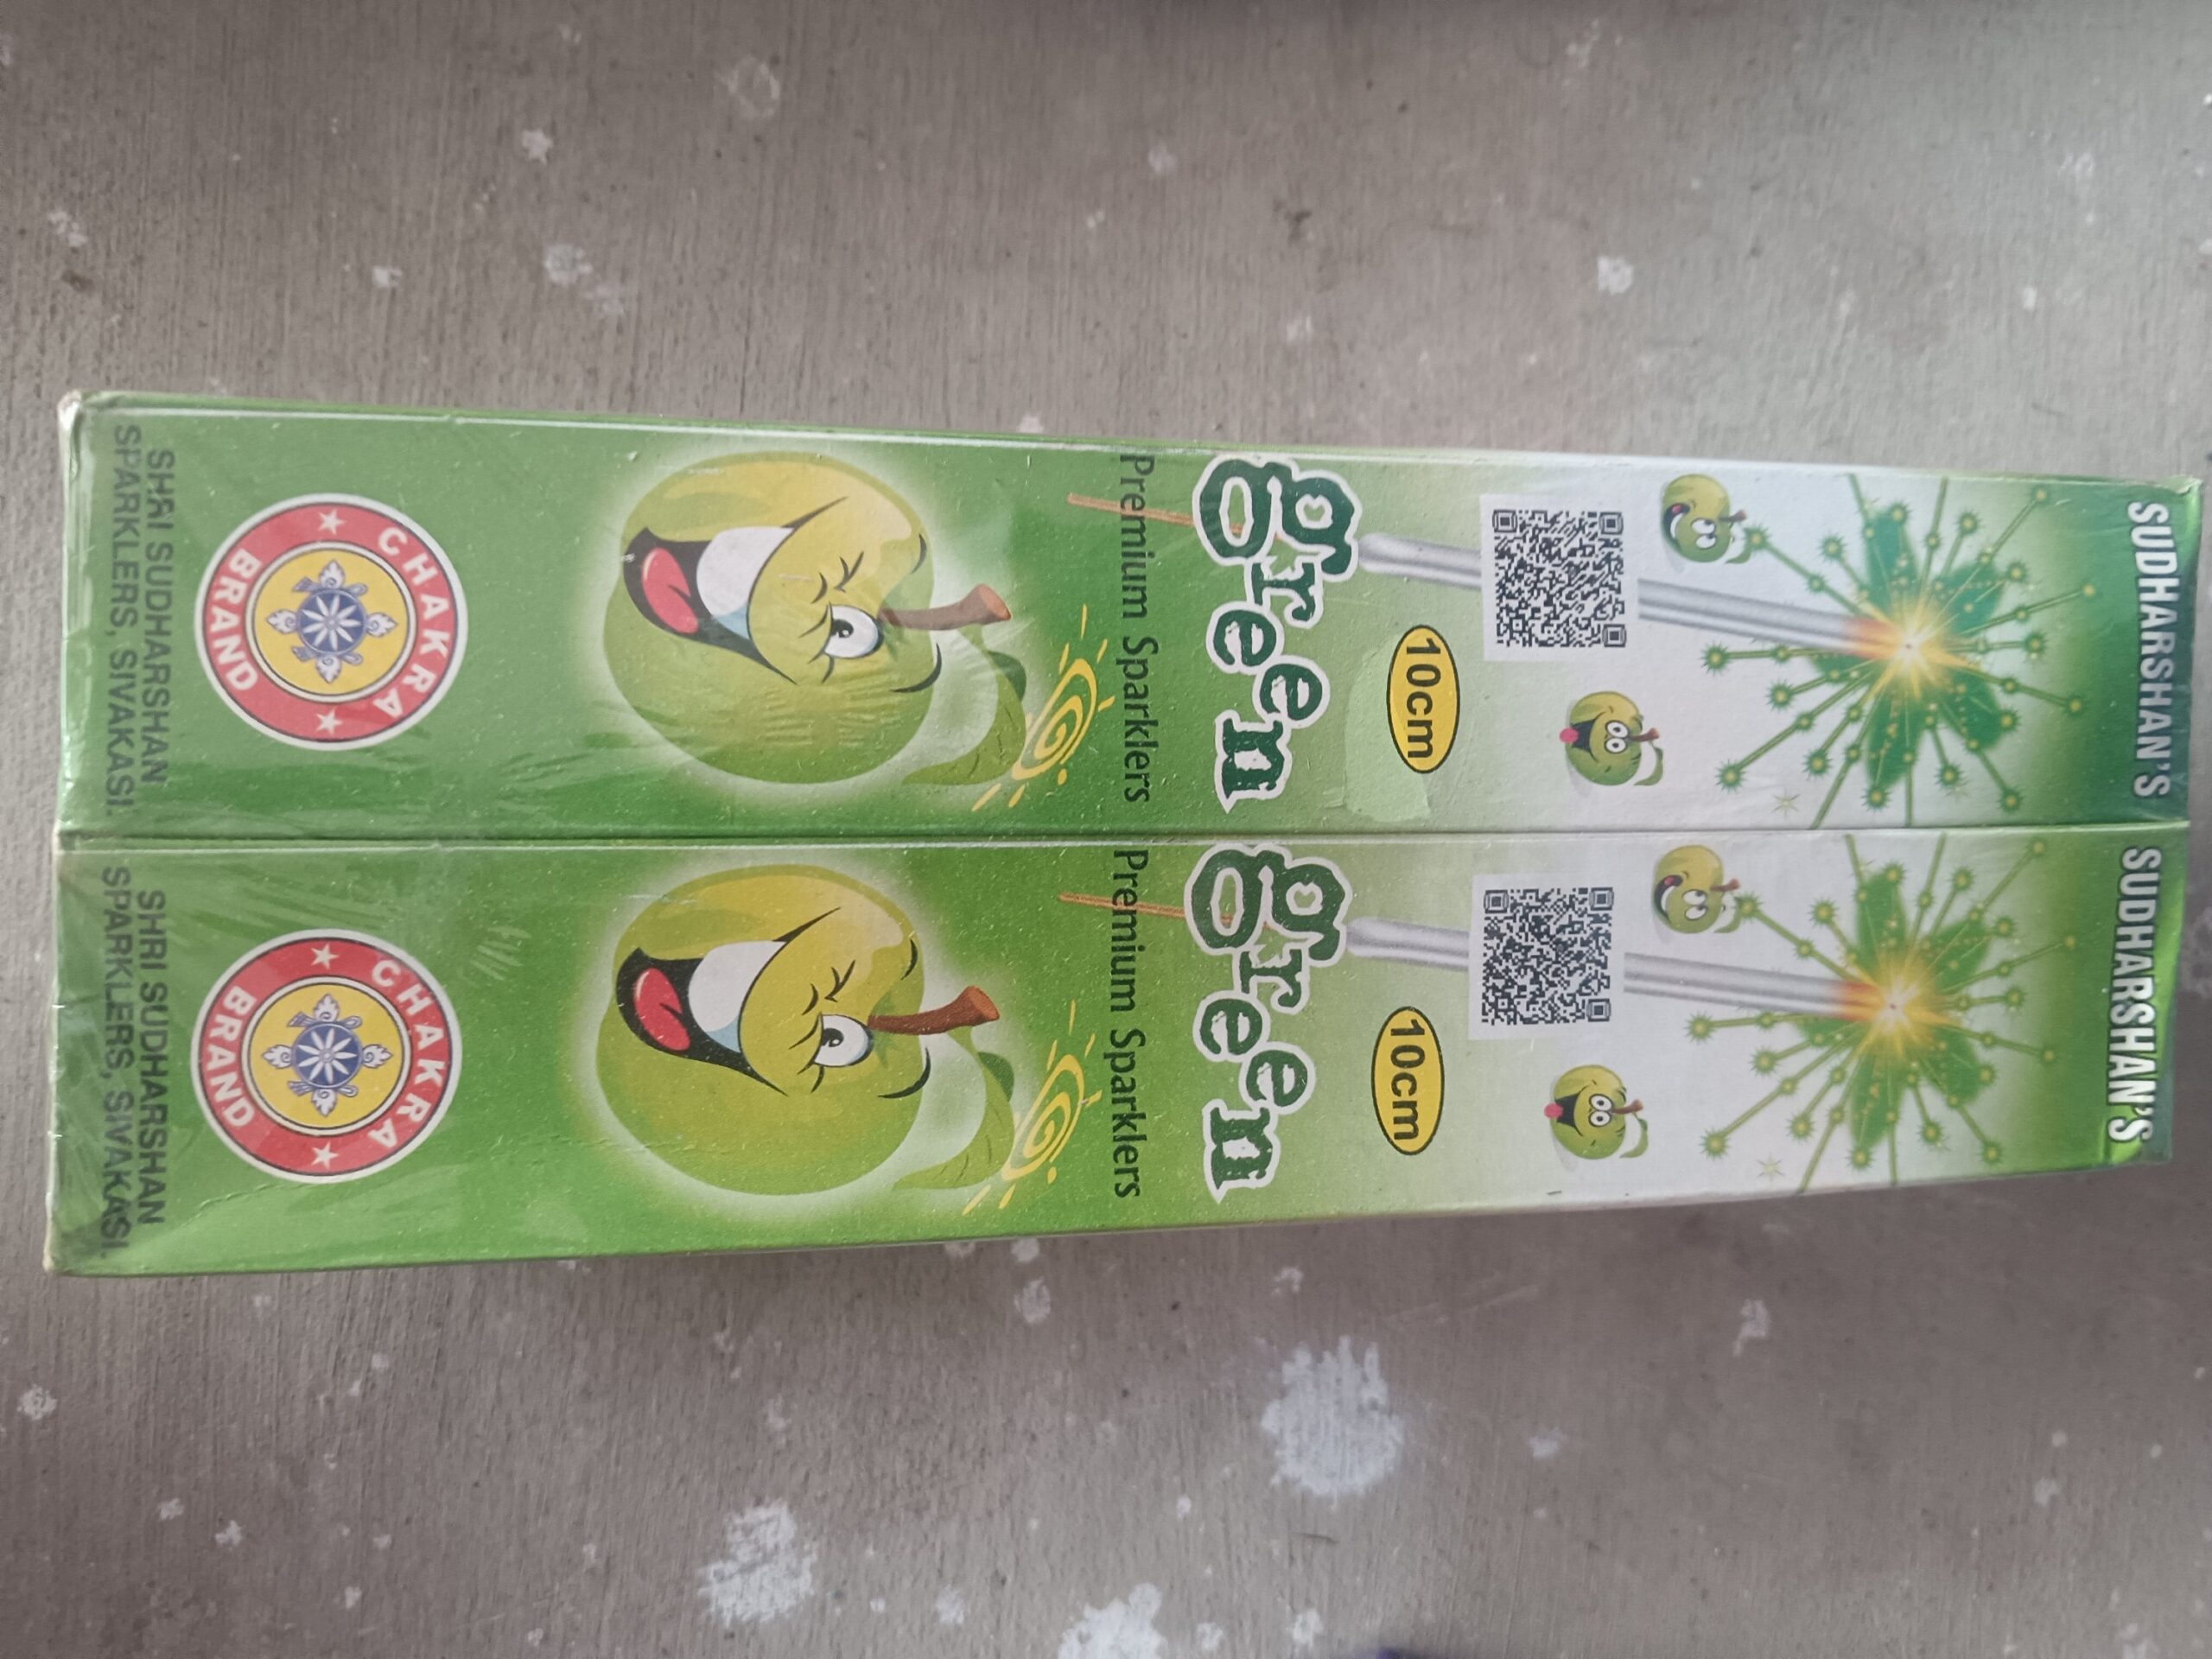 SUDHARSHAN'S
10cm
green
Premium Sparklers
CHAKRA
BRAND
SHRI SUDHARSHAN
SPARKLERS, SIVAKASI.
SUDHARSHAN'S
10cm
green
Premium Sparklers
CHAKRA
BRAND
SHRI SUDHARSHAN
SPARKLERS, SIVAKASI.